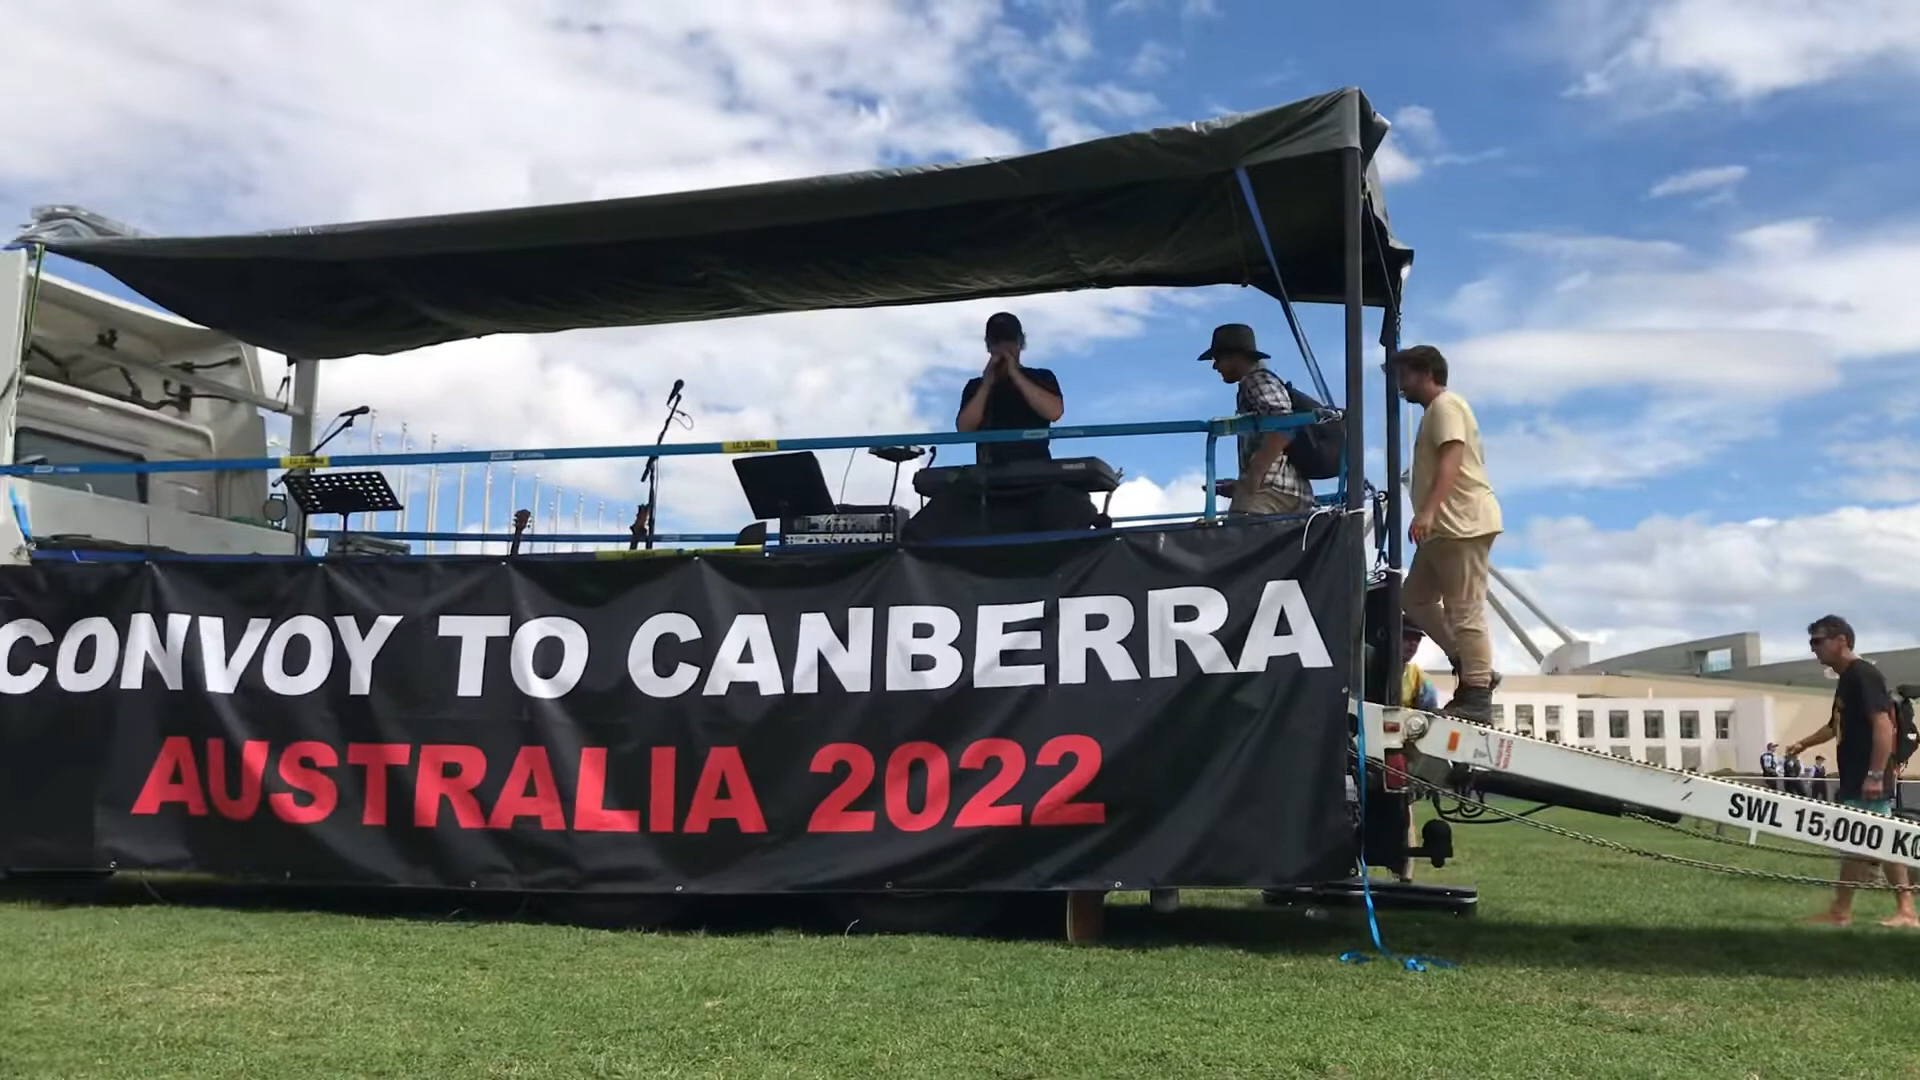 CONVOY TO CANBERRA
AUSTRALIA 2022
SWL 15,000 KG